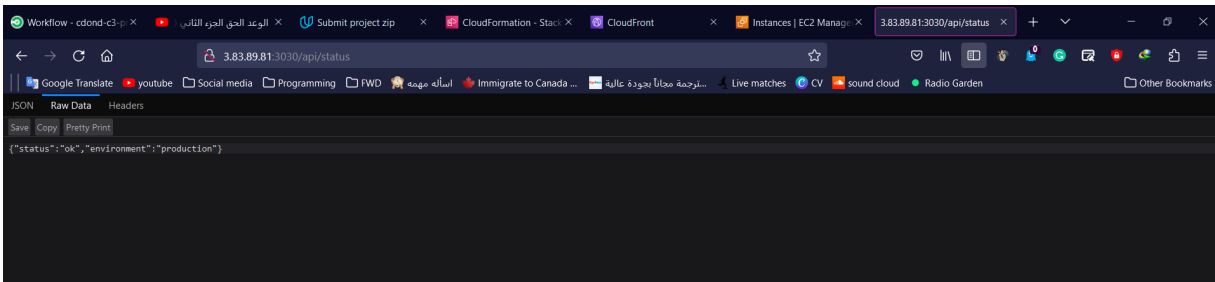 Workflow - cdond-c3-p الوعد الحق الجزء الثاني Submit project zip CloudFormation - Stack CloudFront Instances | EC2 Manage 3.83.89.81:3030/api/status
3.83.89.81:3030/api/status
Google Translate youtube Social media Programming FWD اسأله مهمه Immigrate to Canada ... ترجمة مجاناً بجودة عالية... Live matches CV sound cloud Radio Garden Other Bookmarks
JSON Raw Data Headers
Save Copy Pretty Print
{"status":"ok","environment":"production"}